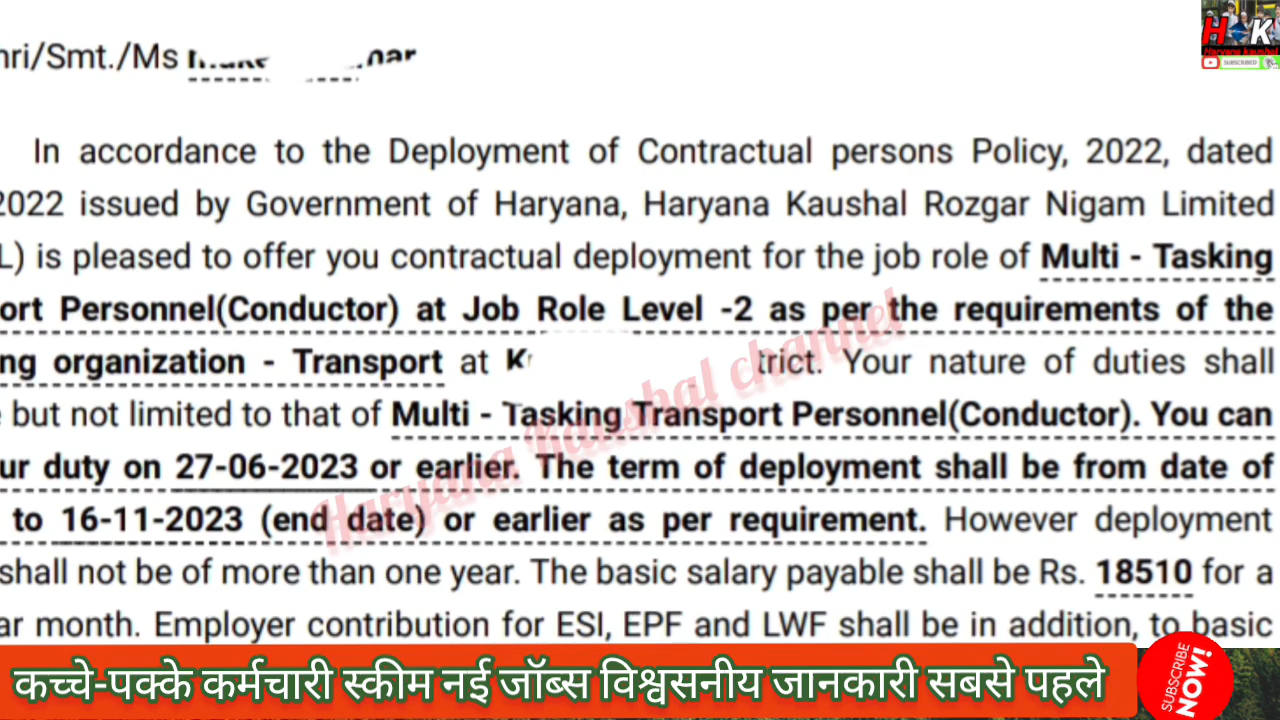 hri/Smt./Ms
H K
Haryana kaushal
SUBSCRIBED
In accordance to the Deployment of Contractual persons Policy, 2022, dated
2022 issued by Government of Haryana, Haryana Kaushal Rozgar Nigam Limited
L) is pleased to offer you contractual deployment for the job role of Multi - Tasking
ort Personnel(Conductor) at Job Role Level -2 as per the requirements of the
ng organization - Transport at K trict. Your nature of duties shall
but not limited to that of Multi - Tasking Transport Personnel(Conductor). You can
ur duty on 27-06-2023 or earlier. The term of deployment shall be from date of
to 16-11-2023 (end date) or earlier as per requirement. However deployment
shall not be of more than one year. The basic salary payable shall be Rs. 18510 for a
ar month. Employer contribution for ESI, EPF and LWF shall be in addition, to basic
Haryana kaushal channel
कच्चे-पक्के कर्मचारी स्कीम नई जॉब्स विश्वसनीय जानकारी सबसे पहले
SUBSCRIBE
iMON